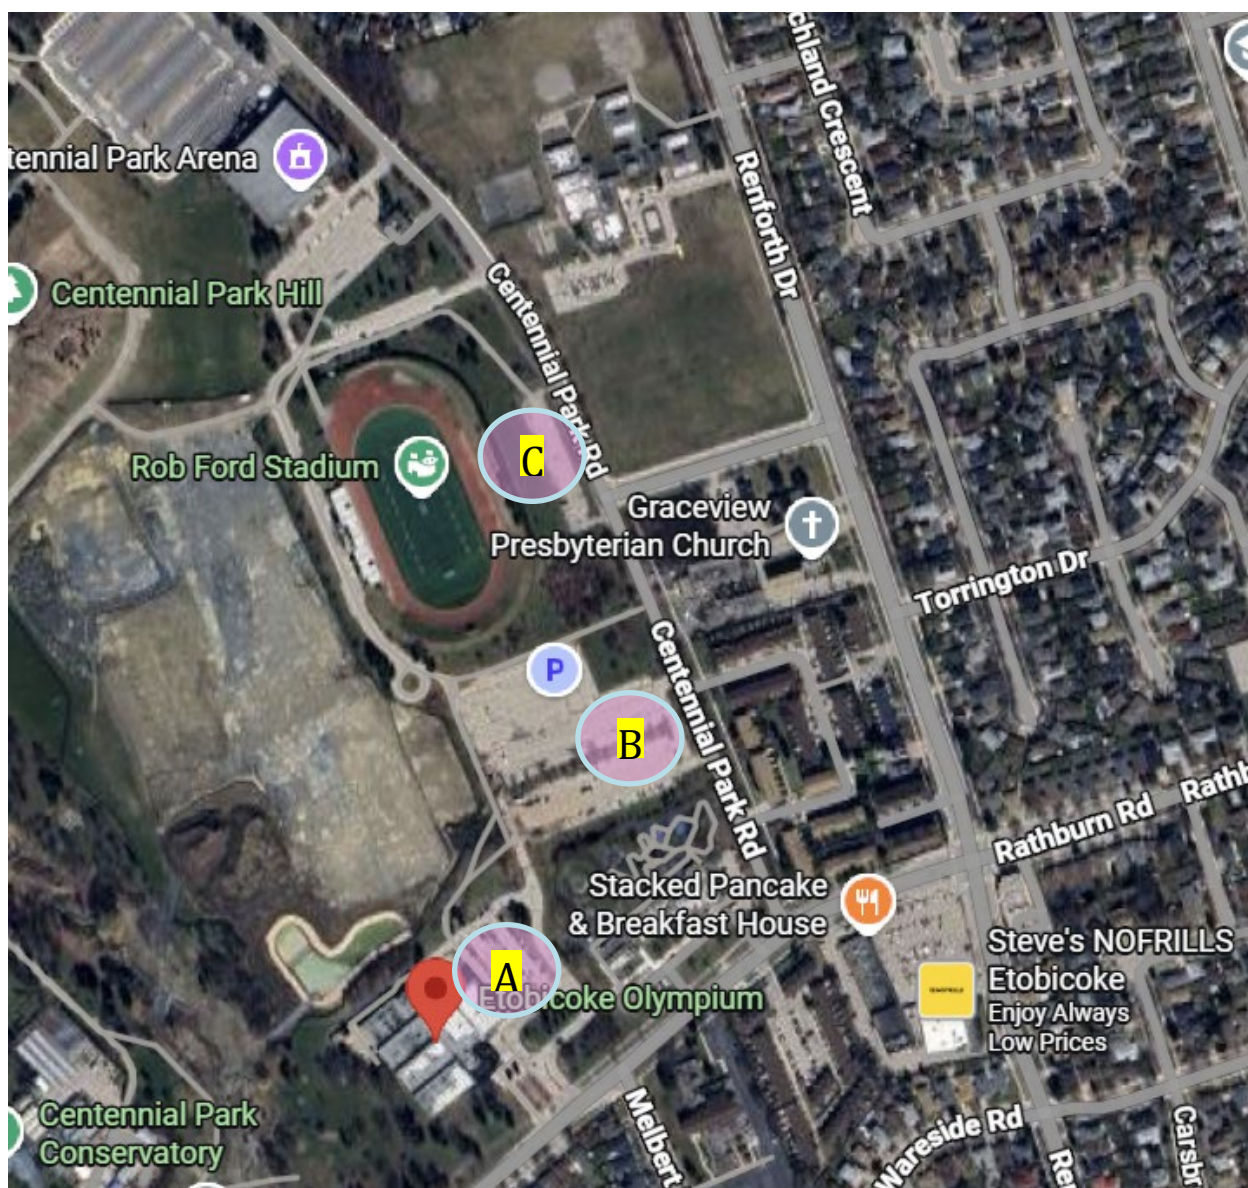 chland Crescent
tennial Park Arena
Renforth Dr
Centennial Park Hill
Centennial Park Rd
C
Rob Ford Stadium
Graceview
Presbyterian Church
Torrington Dr
P
Centennial Park Rd
B
Rathburn Rd
Rathb
Stacked Pancake
& Breakfast House
A
Etobicoke Olympium
Steve's NOFRILLS
Etobicoke
Enjoy Always
Low Prices
Centennial Park
Conservatory
Melbert
Wareside Rd
Carsbr
Ren